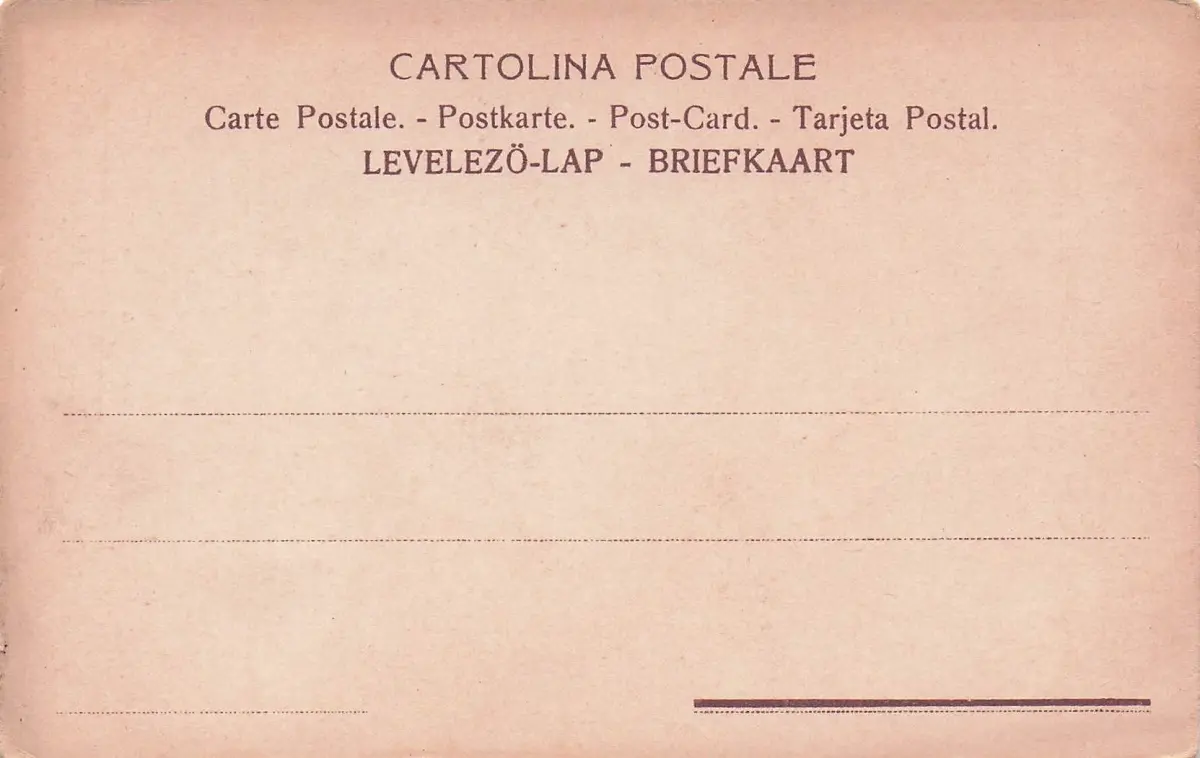 CARTOLINA POSTALE
Carte Postale. - Postkarte. - Post-Card. - Tarjeta Postal.
LEVELEZÖ-LAP - BRIEFKAART